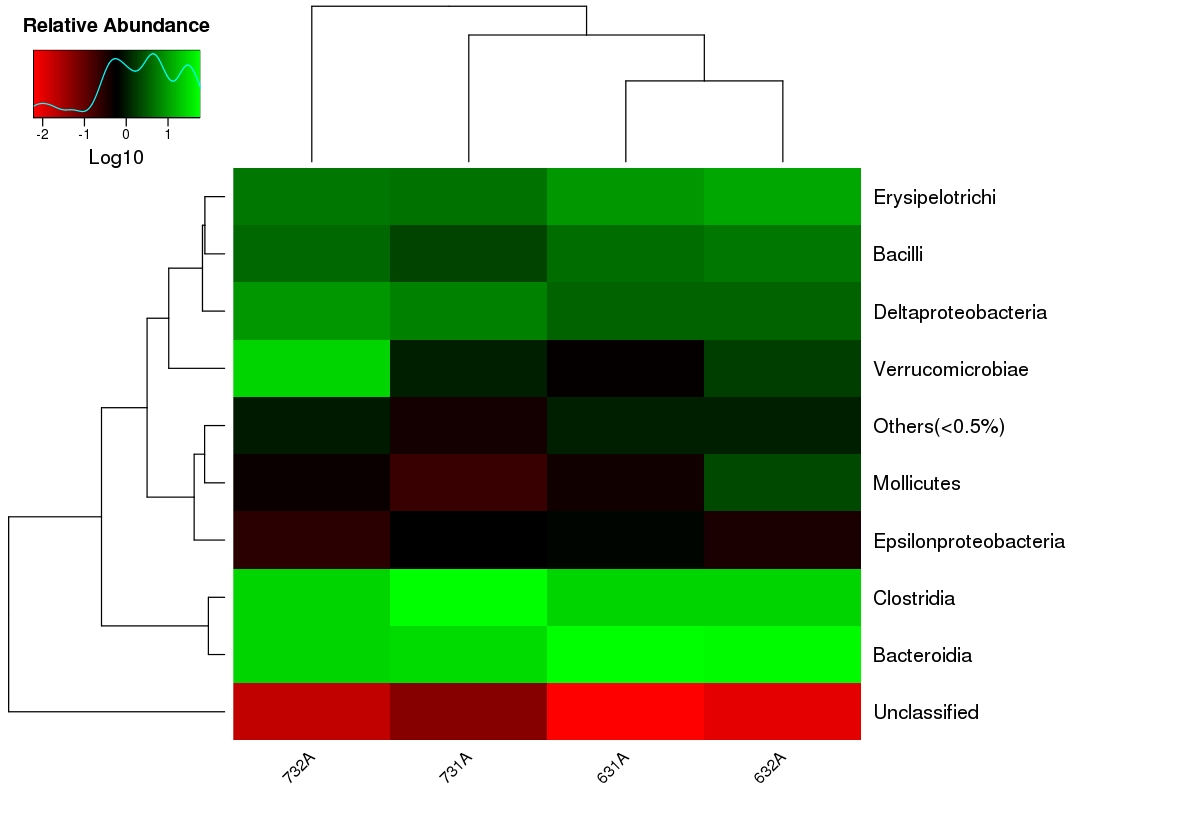 Relative Abundance
-2 -1 0 1
Log10
Erysipelotrichi
Bacilli
Deltaproteobacteria
Verrucomicrobiae
Others(<0.5%)
Mollicutes
Epsilonproteobacteria
Clostridia
Bacteroidia
Unclassified
732A 731A 631A 632A